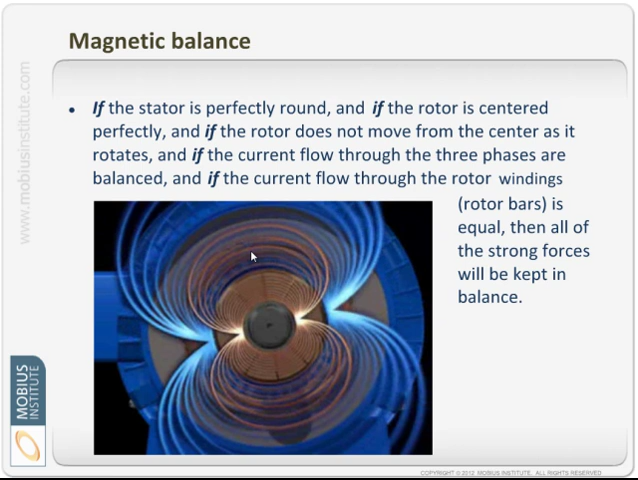 Magnetic balance
• If the stator is perfectly round, and if the rotor is centered
perfectly, and if the rotor does not move from the center as it
rotates, and if the current flow through the three phases are
balanced, and if the current flow through the rotor windings
(rotor bars) is
equal, then all of
the strong forces
will be kept in
balance.
www.mobiusinstitute.com
MOBIUS
INSTITUTE
COPYRIGHT © 2012 MOBIUS INSTITUTE. ALL RIGHTS RESERVED